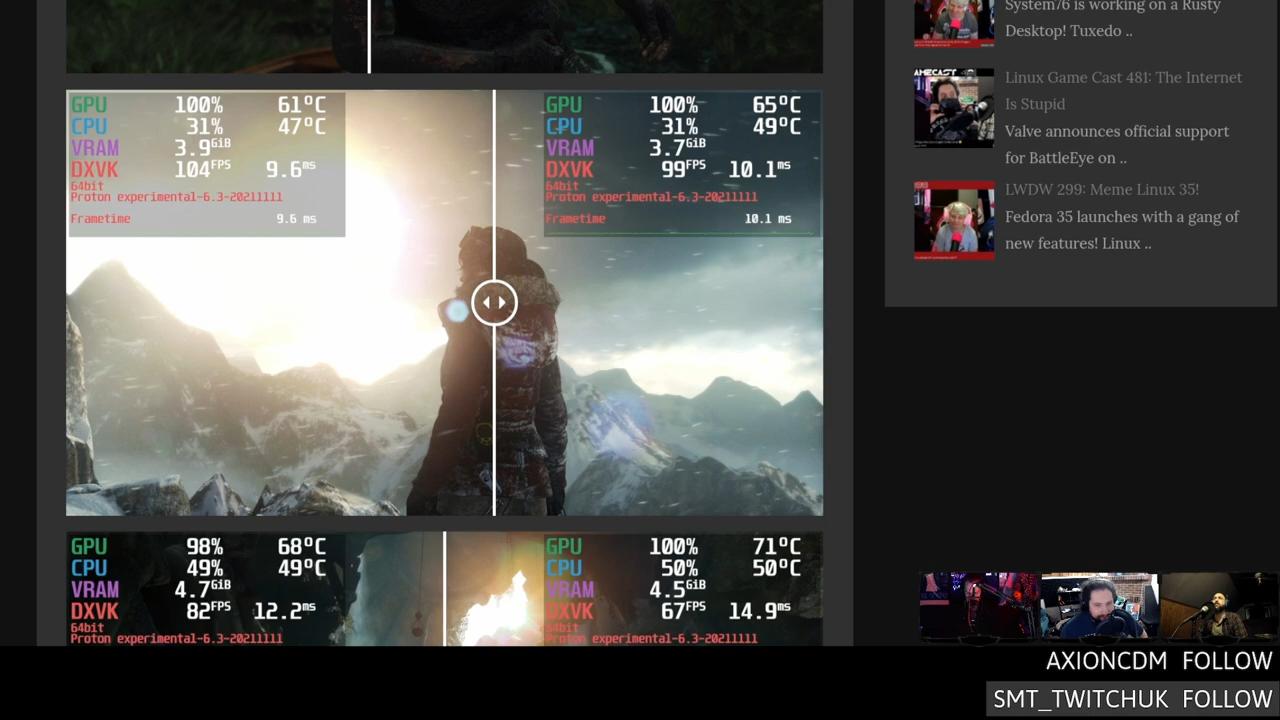 System76 is working on a Rusty
Desktop! Tuxedo ..
Linux Game Cast 481: The Internet
Is Stupid
Valve announces official support
for BattleEye on ..
LWDW 299: Meme Linux 35!
Fedora 35 launches with a gang of
new features! Linux ..
GPU 100% 61°C
CPU 31% 47°C
VRAM 3.9GiB
DXVK 104FPS 9.6ms
64bit
Proton experimental-6.3-20211111
Frametime 9.6 ms
GPU 100% 65°C
CPU 31% 49°C
VRAM 3.7GiB
DXVK 99FPS 10.1ms
64bit
Proton experimental-6.3-20211111
Frametime 10.1 ms
GPU 98% 68°C
CPU 49% 49°C
VRAM 4.7GiB
DXVK 82FPS 12.2ms
64bit
Proton experimental-6.3-20211111
GPU 100% 71°C
CPU 50% 50°C
VRAM 4.5GiB
DXVK 67FPS 14.9ms
64bit
Proton experimental-6.3-20211111
AXIONCDM FOLLOW
SMT_TWITCHUK FOLLOW